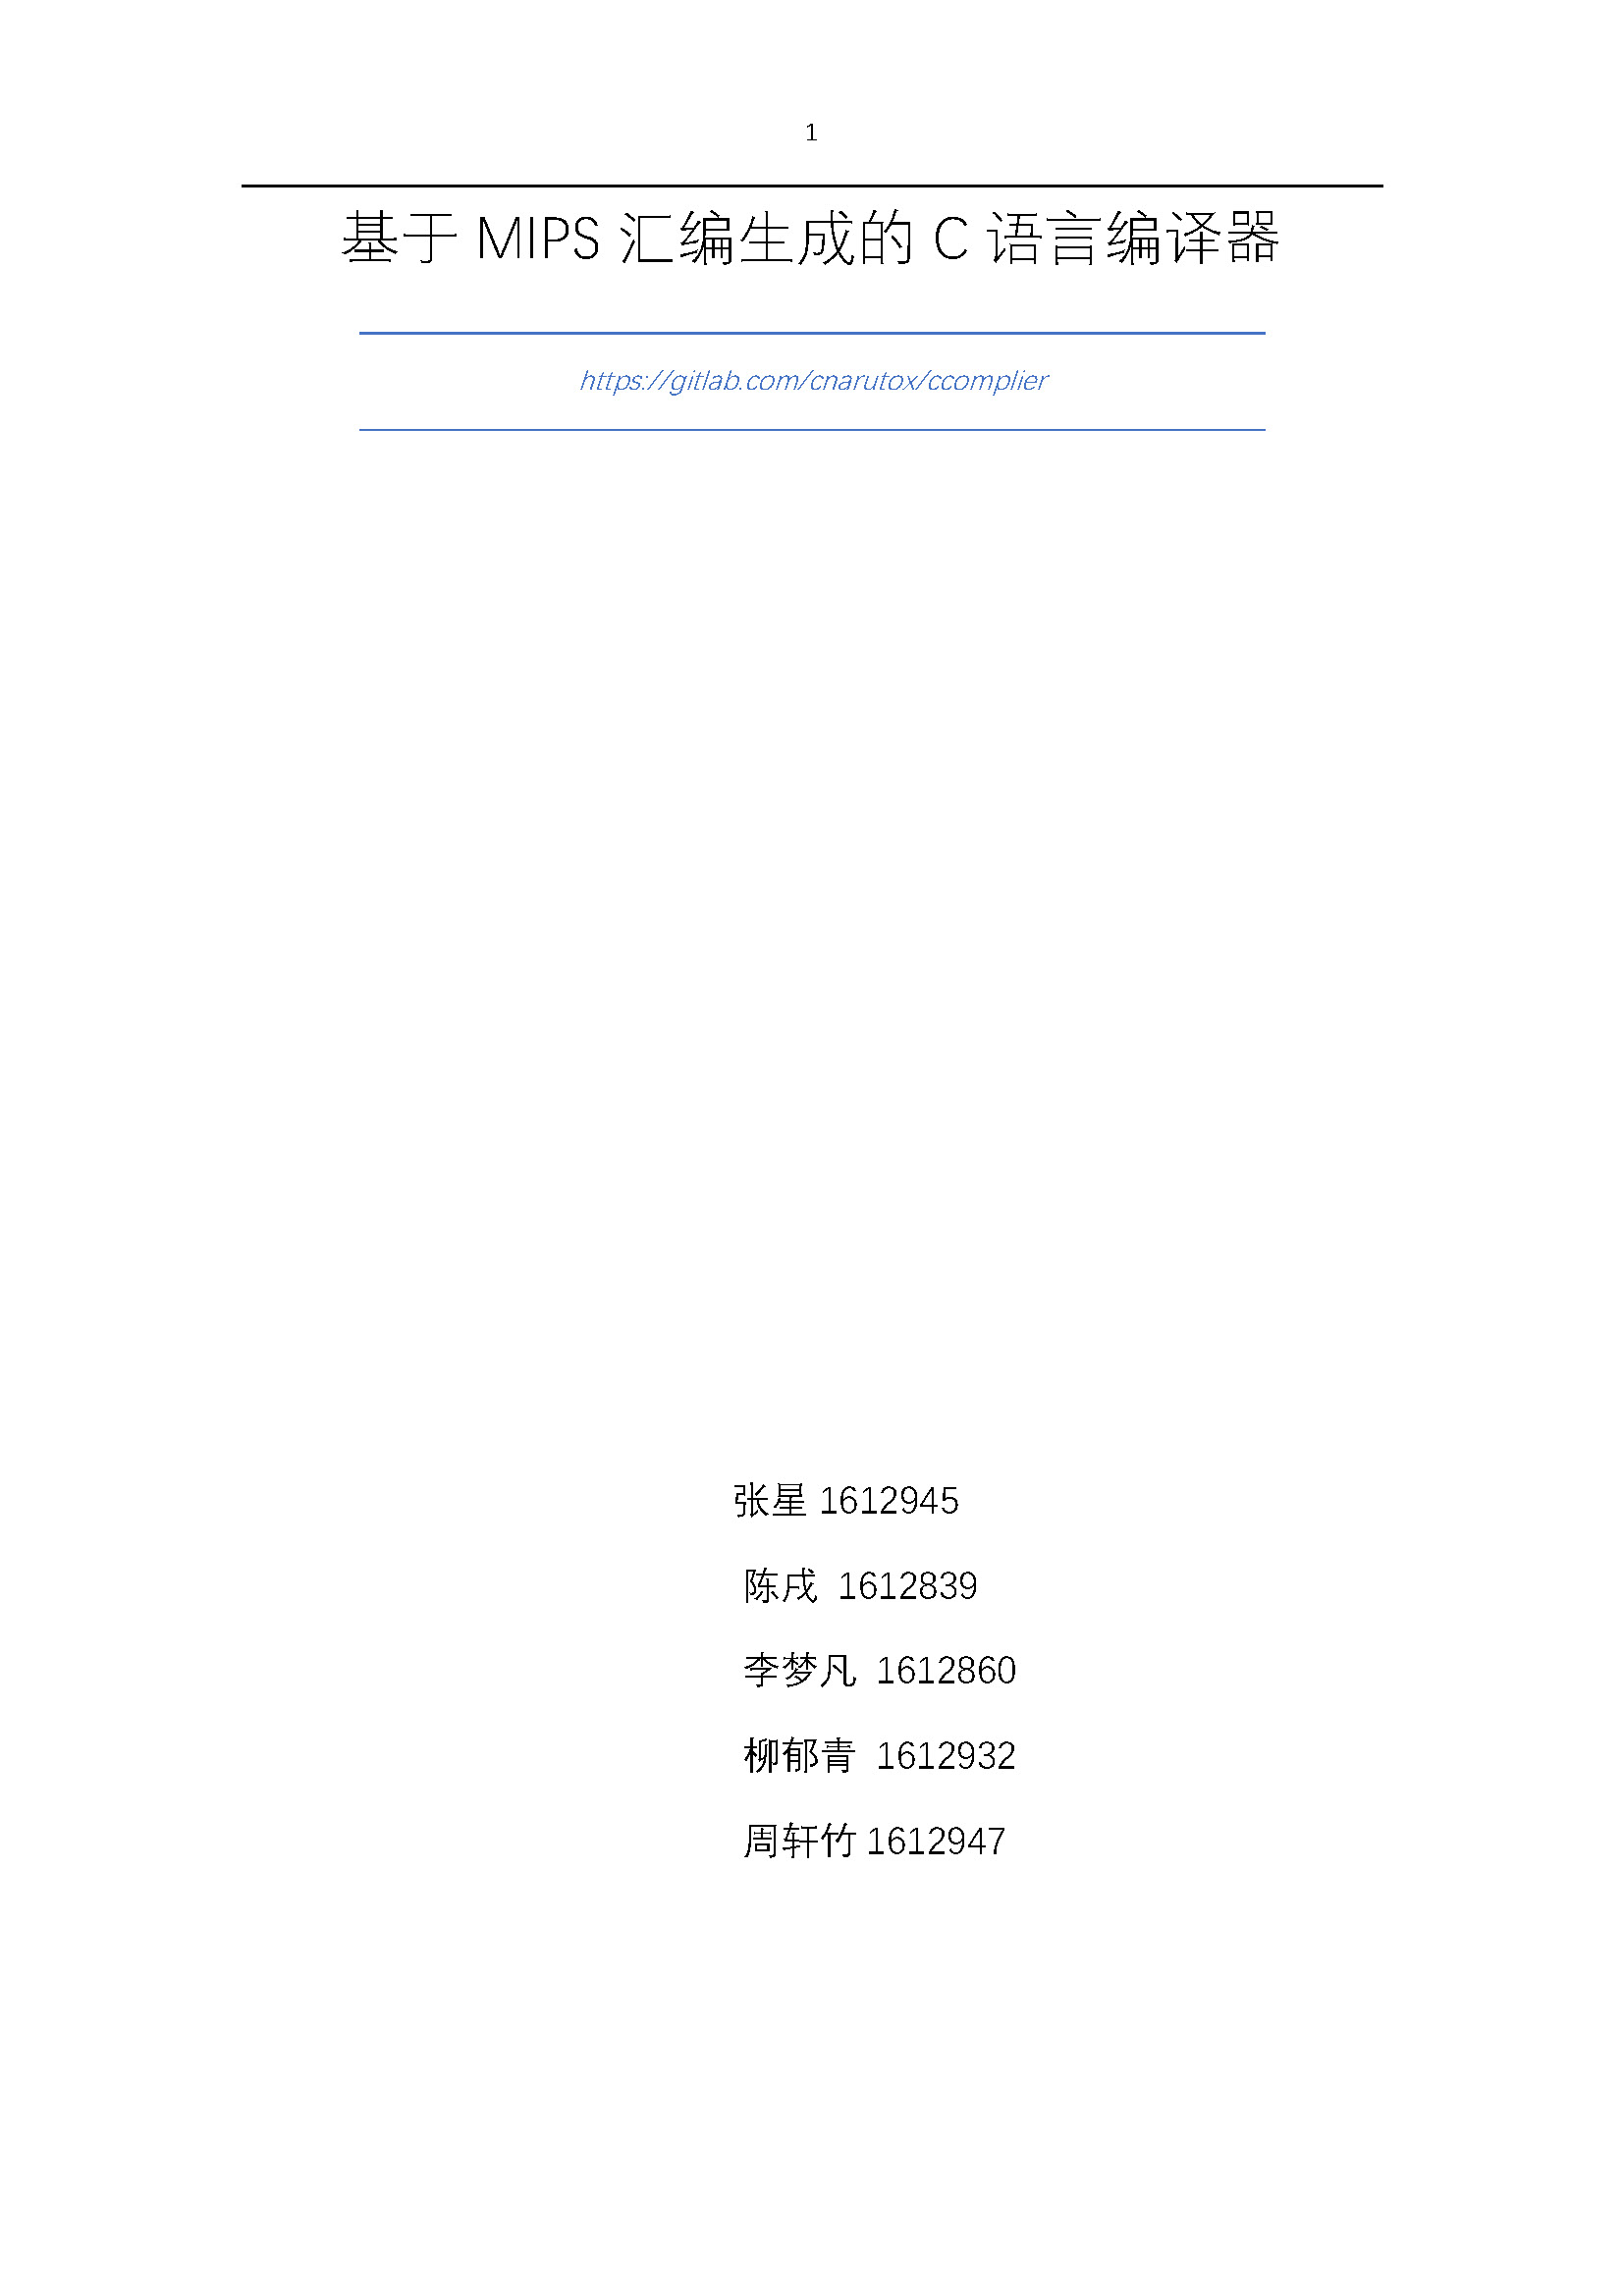 1
基于 MIPS 汇编生成的 C 语言编译器
https://gitlab.com/cnarutox/ccomplier
张星 1612945
陈戌 1612839
李梦凡 1612860
柳郁青 1612932
周轩竹 1612947